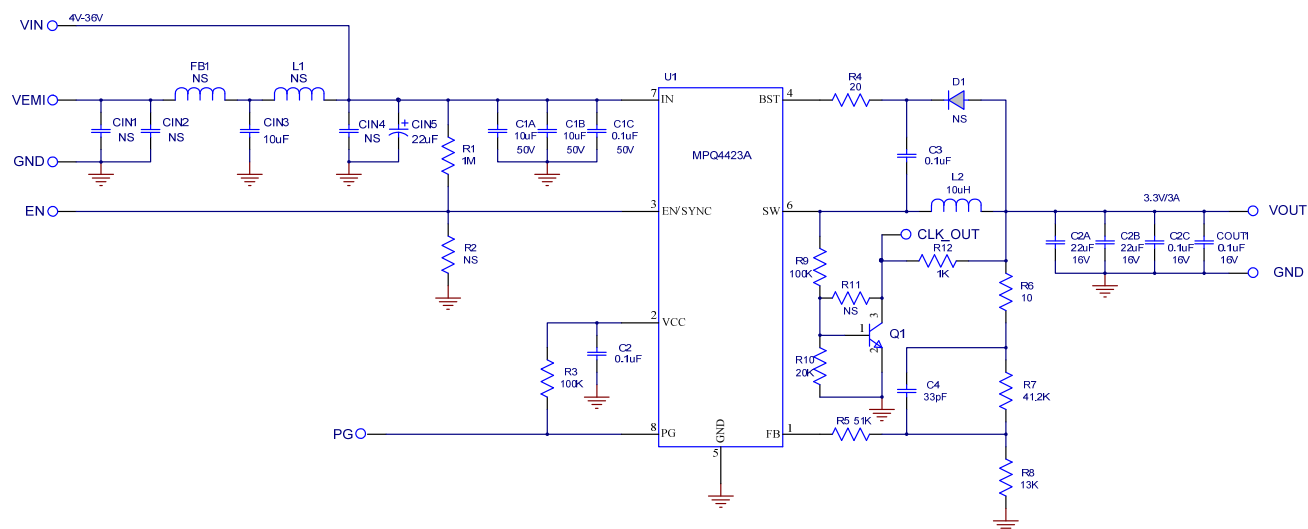 VIN
4V-36V
VEMI
GND
EN
PG
CIN1
NS
CIN2
NS
FB1
NS
CIN3
10uF
L1
NS
CIN4
NS
CIN5
22uF
+
R1
1M
R2
NS
C1A
10uF
50V
C1B
10uF
50V
C1C
0.1uF
50V
R3
100K
C2
0.1uF
U1
MPQ4423A
7
IN
3
EN'SYNC
2
VCC
8
PG
GND
5
BST
4
SW
6
FB
1
R4
20
D1
NS
C3
0.1uF
L2
10uH
CLK_OUT
R9
100K
R11
NS
R12
1K
R10
20K
1
3
2
Q1
R5 51K
C4
33pF
R6
10
R7
41.2K
R8
13K
3.3V/3A
C2A
22uF
16V
C2B
22uF
16V
C2C
0.1uF
16V
COUT1
0.1uF
16V
VOUT
GND